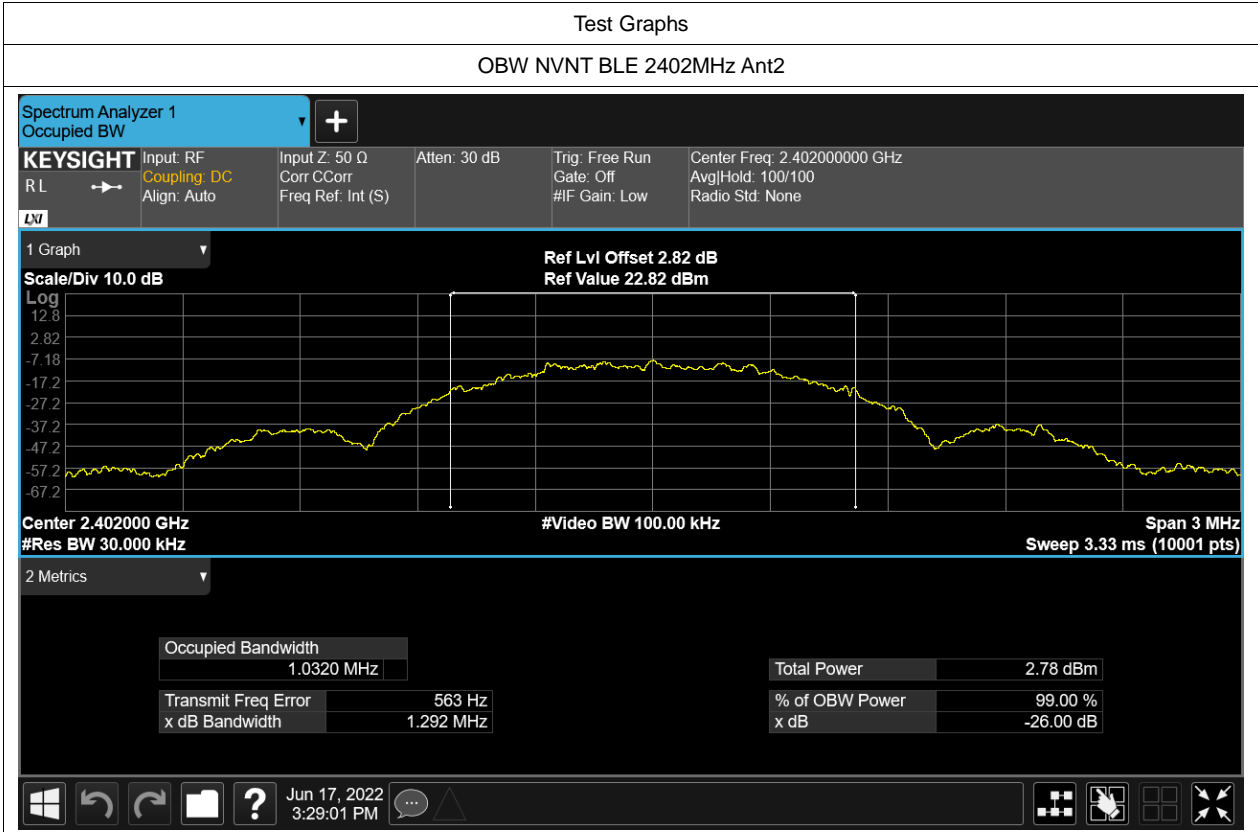 Test Graphs
OBW NVNT BLE 2402MHz Ant2
Spectrum Analyzer 1
Occupied BW
KEYSIGHT
R L
LXI
Input: RF
Coupling: DC
Align: Auto
Input Z: 50 Ω
Corr CCorr
Freq Ref: Int (S)
Atten: 30 dB
Trig: Free Run
Gate: Off
#IF Gain: Low
Center Freq: 2.402000000 GHz
Avg|Hold: 100/100
Radio Std: None
1 Graph
Scale/Div 10.0 dB
Ref Lvl Offset 2.82 dB
Ref Value 22.82 dBm
Log
12.8
2.82
-7.18
-17.2
-27.2
-37.2
-47.2
-57.2
-67.2
Center 2.402000 GHz
#Res BW 30.000 kHz
#Video BW 100.00 kHz
Span 3 MHz
Sweep 3.33 ms (10001 pts)
2 Metrics
Occupied Bandwidth
1.0320 MHz
Transmit Freq Error 563 Hz
x dB Bandwidth 1.292 MHz
Total Power 2.78 dBm
% of OBW Power 99.00 %
x dB -26.00 dB
?
Jun 17, 2022
3:29:01 PM